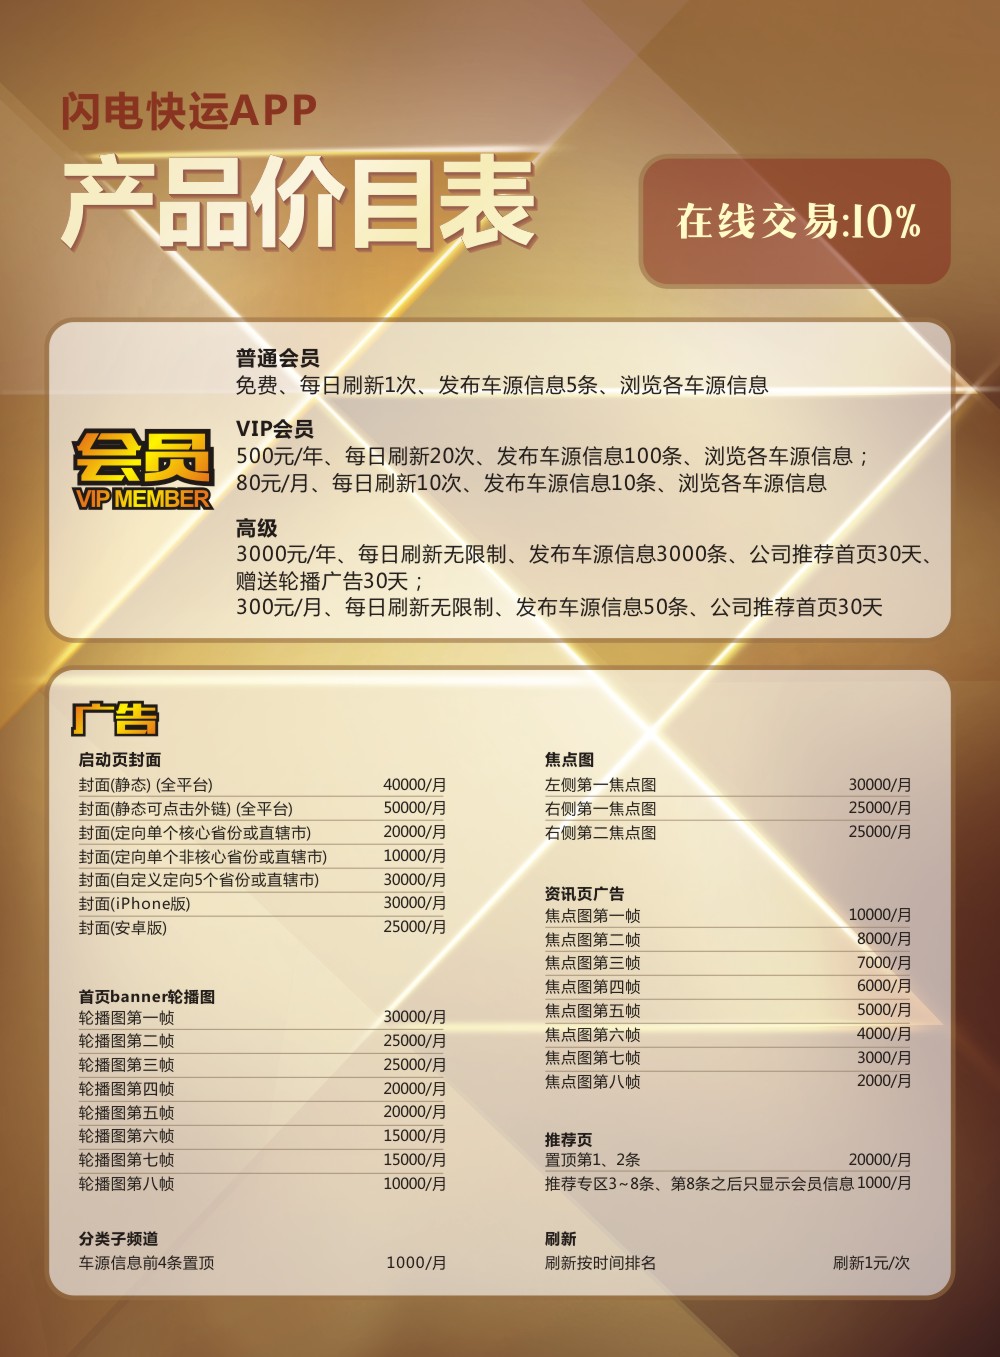 闪电快运APP
产品价目表
在线交易:10%
会员
VIP MEMBER
普通会员
免费、每日刷新1次、发布车源信息5条、浏览各车源信息
VIP会员
500元/年、每日刷新20次、发布车源信息100条、浏览各车源信息；
80元/月、每日刷新10次、发布车源信息10条、浏览各车源信息
高级
3000元/年、每日刷新无限制、发布车源信息3000条、公司推荐首页30天、
赠送轮播广告30天；
300元/月、每日刷新无限制、发布车源信息50条、公司推荐首页30天
广告
启动页封面
封面(静态) (全平台) 40000/月
封面(静态可点击外链) (全平台) 50000/月
封面(定向单个核心省份或直辖市) 20000/月
封面(定向单个非核心省份或直辖市) 10000/月
封面(自定义定向5个省份或直辖市) 30000/月
封面(iPhone版) 30000/月
封面(安卓版) 25000/月
首页banner轮播图
轮播图第一帧 30000/月
轮播图第二帧 25000/月
轮播图第三帧 25000/月
轮播图第四帧 20000/月
轮播图第五帧 20000/月
轮播图第六帧 15000/月
轮播图第七帧 15000/月
轮播图第八帧 10000/月
分类子频道
车源信息前4条置顶 1000/月
焦点图
左侧第一焦点图 30000/月
右侧第一焦点图 25000/月
右侧第二焦点图 25000/月
资讯页广告
焦点图第一帧 10000/月
焦点图第二帧 8000/月
焦点图第三帧 7000/月
焦点图第四帧 6000/月
焦点图第五帧 5000/月
焦点图第六帧 4000/月
焦点图第七帧 3000/月
焦点图第八帧 2000/月
推荐页
置顶第1、2条 20000/月
推荐专区3~8条、第8条之后只显示会员信息 1000/月
刷新
刷新按时间排名 刷新1元/次